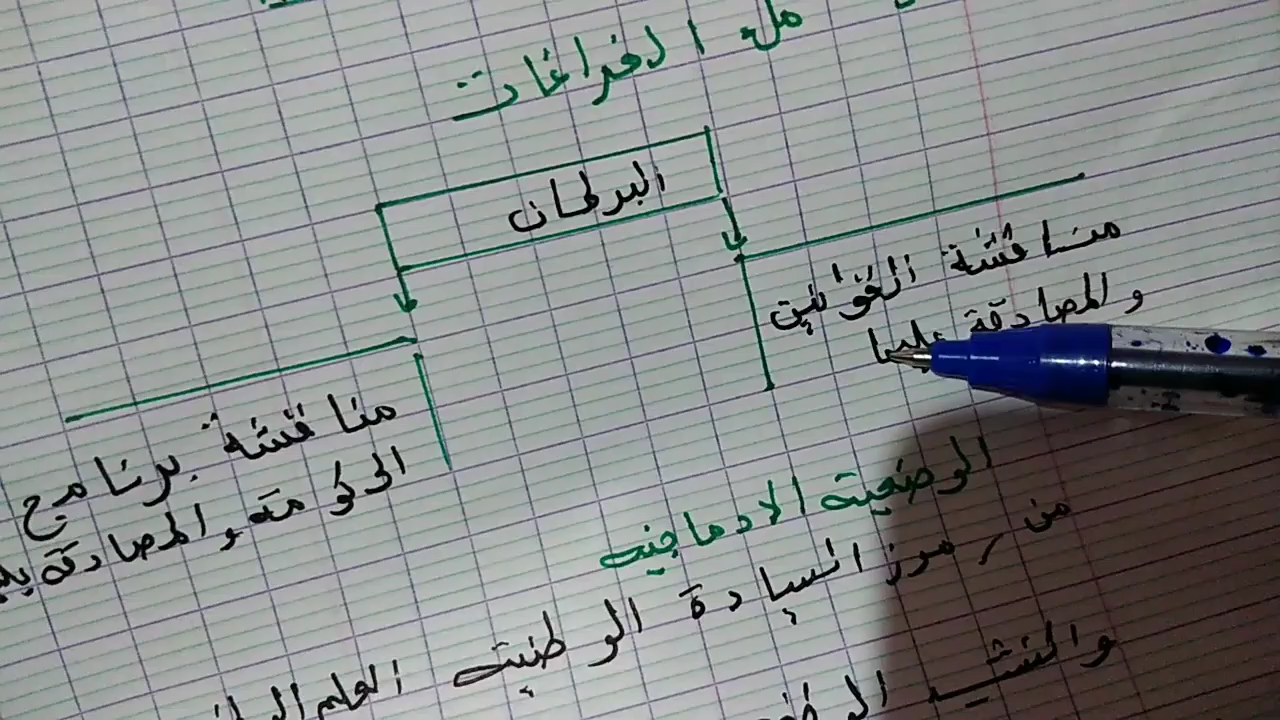 ملء الفراغات
البرلمان
مناقشة القوانين
والمصادقة عليها
مناقشة برنامج
الحكومة والمصادقة
الوضعية الادماجية
من رموز السيادة الوطنية العلم
والنشيد